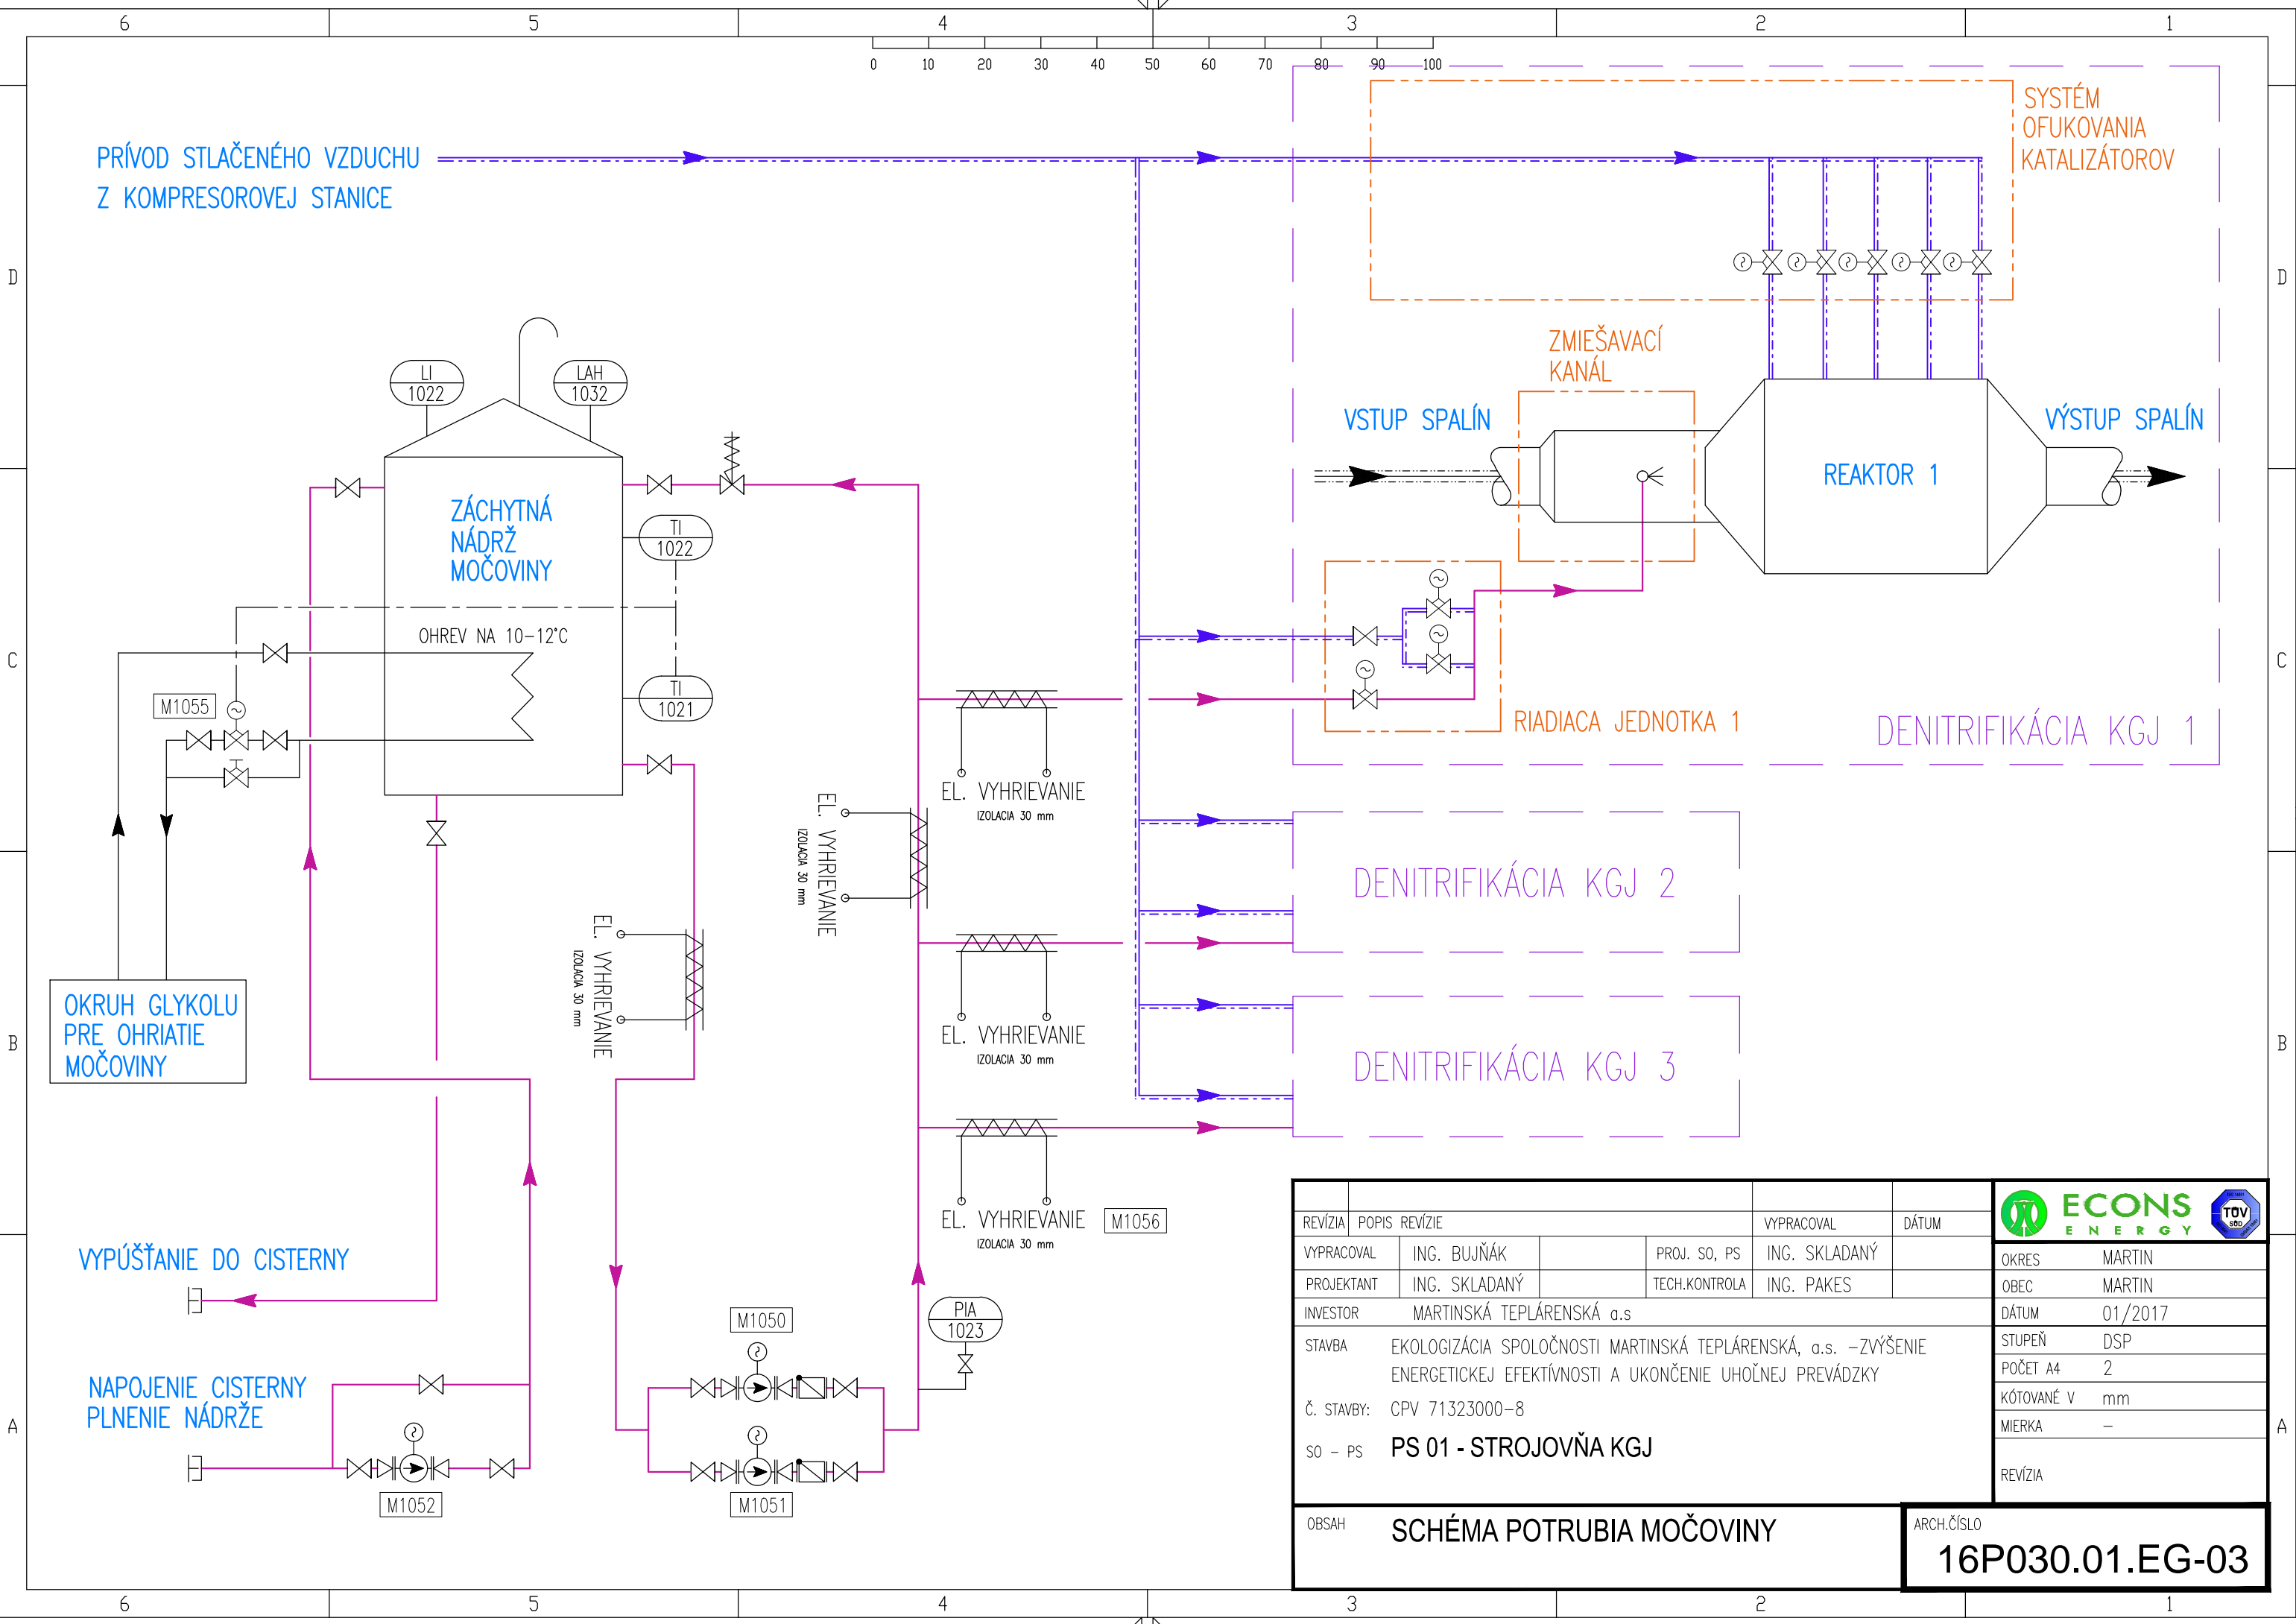 6 5 4 3 2 1
0 10 20 30 40 50 60 70 80 90 100
D
D
C
C
B
B
A
A
PRÍVOD STLAČENÉHO VZDUCHU
Z KOMPRESOROVEJ STANICE
SYSTÉM
OFUKOVANIA
KATALIZÁTOROV
ZMIEŠAVACÍ
KANÁL
VSTUP SPALÍN
VÝSTUP SPALÍN
REAKTOR 1
RIADIACA JEDNOTKA 1
DENITRIFIKÁCIA KGJ 1
DENITRIFIKÁCIA KGJ 2
DENITRIFIKÁCIA KGJ 3
LI
1022
LAH
1032
ZÁCHYTNÁ
NÁDRŽ
MOČOVINY
TI
1022
OHREV NA 10-12°C
TI
1021
M1055
EL. VYHRIEVANIE
IZOLACIA 30 mm
EL. VYHRIEVANIE
IZOLACIA 30 mm
EL. VYHRIEVANIE
IZOLACIA 30 mm
EL. VYHRIEVANIE
IZOLACIA 30 mm
EL. VYHRIEVANIE
IZOLACIA 30 mm
M1056
OKRUH GLYKOLU
PRE OHRIATIE
MOČOVINY
VYPÚŠŤANIE DO CISTERNY
NAPOJENIE CISTERNY
PLNENIE NÁDRŽE
M1052
M1050
M1051
PIA
1023
REVÍZIA POPIS REVÍZIE VYPRACOVAL DÁTUM
VYPRACOVAL ING. BUJŇÁK PROJ. SO, PS ING. SKLADANÝ
PROJEKTANT ING. SKLADANÝ TECH.KONTROLA ING. PAKES
INVESTOR MARTINSKÁ TEPLÁRENSKÁ a.s
STAVBA EKOLOGIZÁCIA SPOLOČNOSTI MARTINSKÁ TEPLÁRENSKÁ, a.s. -ZVÝŠENIE
ENERGETICKEJ EFEKTÍVNOSTI A UKONČENIE UHOĽNEJ PREVÁDZKY
Č. STAVBY: CPV 71323000-8
SO - PS PS 01 - STROJOVŇA KGJ
OBSAH SCHÉMA POTRUBIA MOČOVINY
ECONS
ENERGY
TÜV
SÜD
OKRES MARTIN
OBEC MARTIN
DÁTUM 01/2017
STUPEŇ DSP
POČET A4 2
KÓTOVANÉ V mm
MIERKA -
REVÍZIA
ARCH.ČÍSLO
16P030.01.EG-03
6 5 4 3 2 1